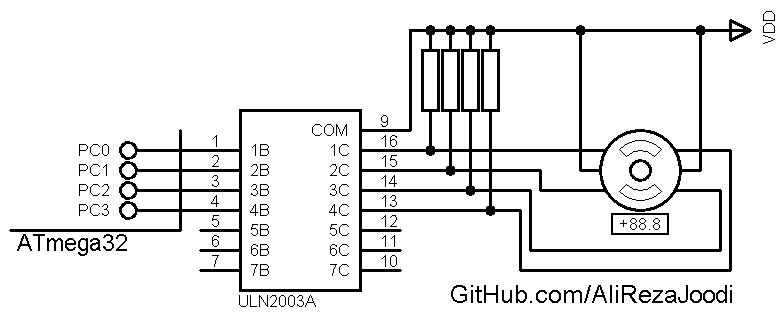 VDD
COM 9
PC0 1 1B 1C 16
PC1 2 2B 2C 15
PC2 3 3B 3C 14
PC3 4 4B 4C 13
5 5B 5C 12
6 6B 6C 11
7 7B 7C 10
+88.8
ATmega32
ULN2003A
GitHub.com/AliRezaJoodi